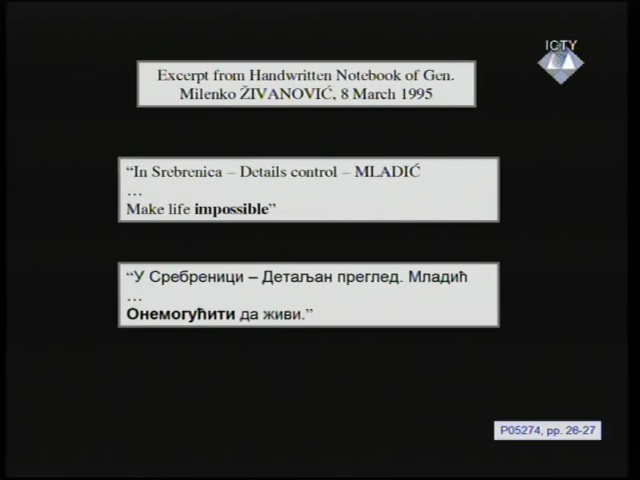 ICTY
Excerpt from Handwritten Notebook of Gen.
Milenko ŽIVANOVIĆ, 8 March 1995
“In Srebrenica – Details control – MLADIĆ
…
Make life impossible”
“У Сребреници – Детаљан преглед. Младић
…
Онемогућити да живи.”
P05274, pp. 26-27